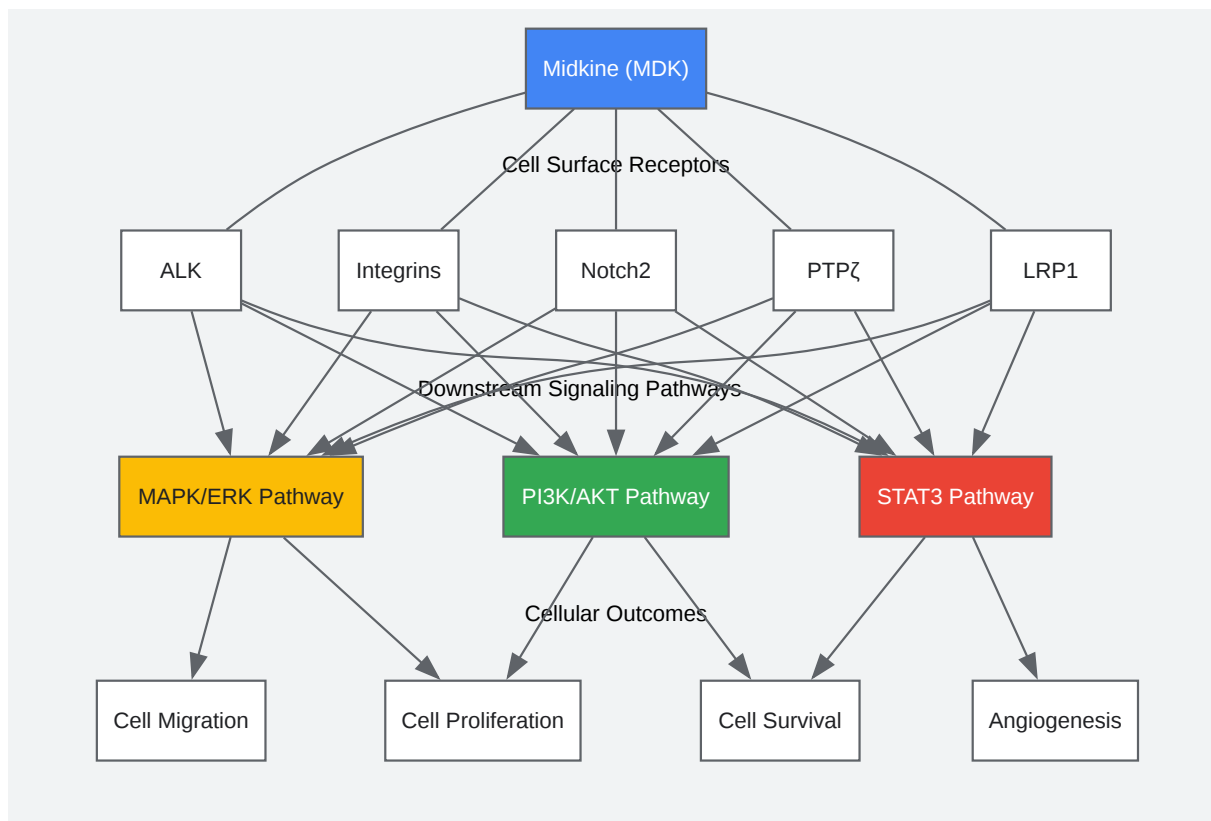 Midkine (MDK)
Cell Surface Receptors
ALK
Integrins
Notch2
PTPζ
LRP1
Downstream Signaling Pathways
MAPK/ERK Pathway
PI3K/AKT Pathway
STAT3 Pathway
Cellular Outcomes
Cell Migration
Cell Proliferation
Cell Survival
Angiogenesis